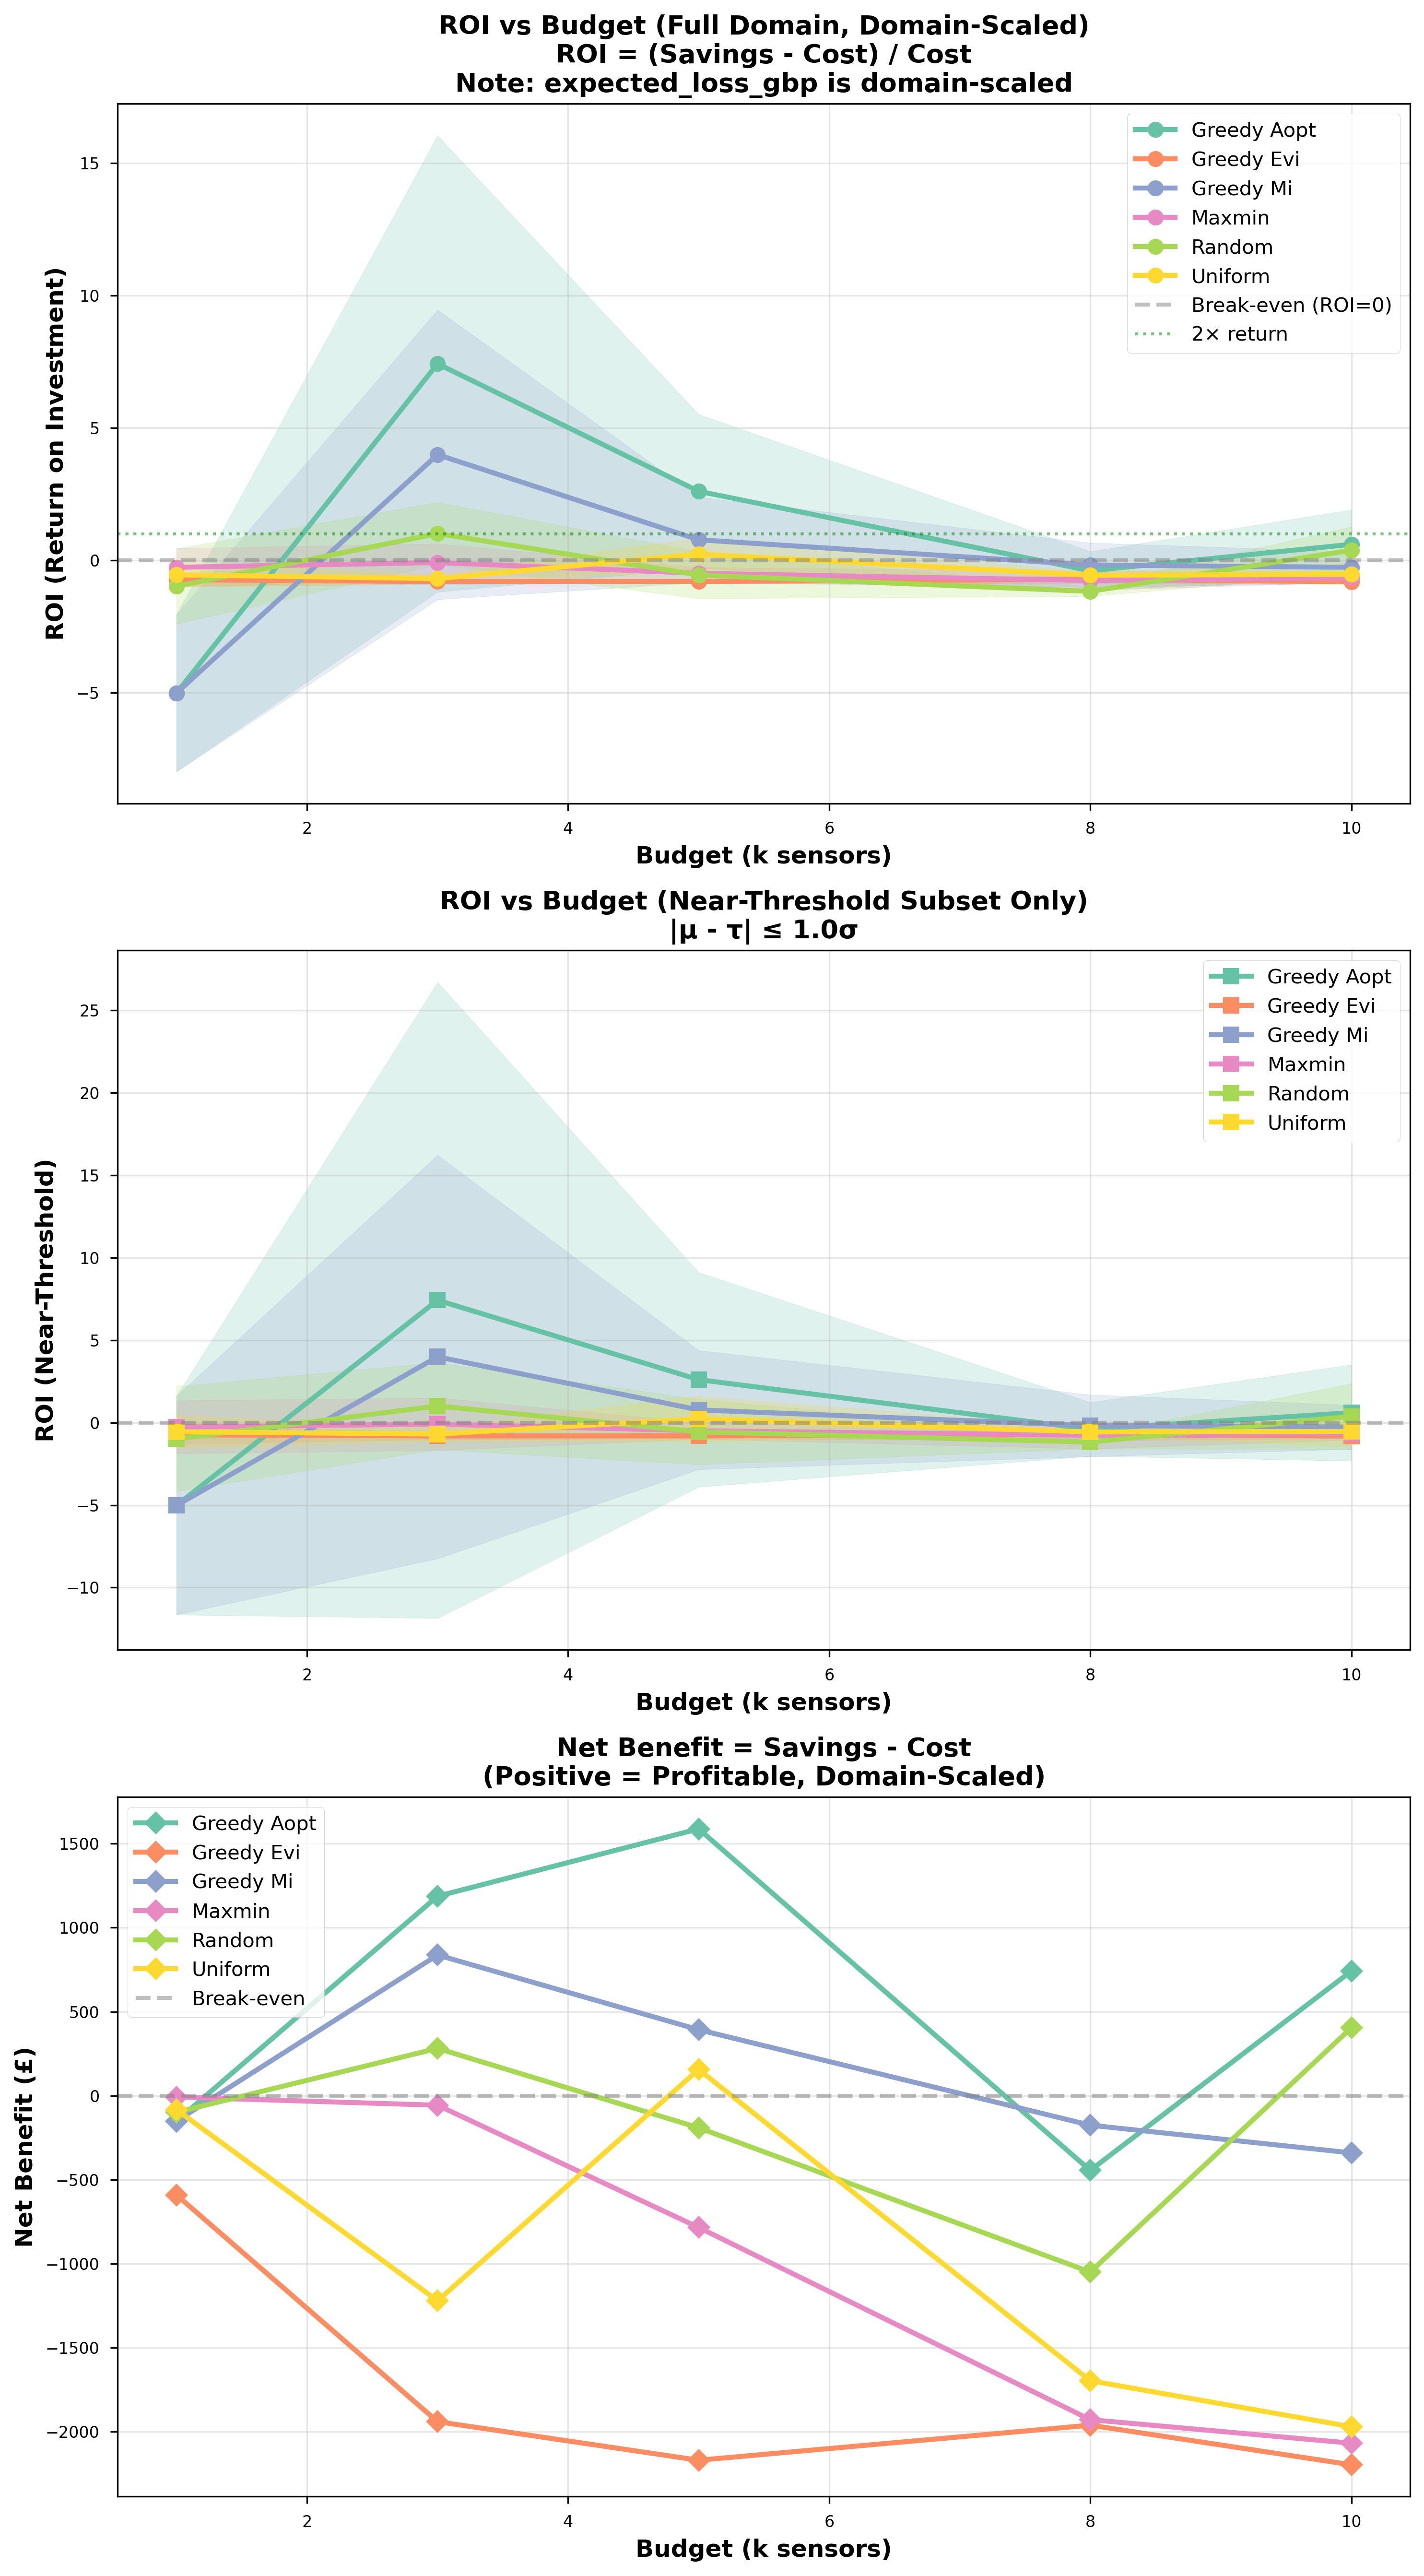 ROI vs Budget (Full Domain, Domain-Scaled)
ROI = (Savings - Cost) / Cost
Note: expected_loss_gbp is domain-scaled
ROI (Return on Investment)
15
10
5
0
−5
Greedy Aopt
Greedy Evi
Greedy Mi
Maxmin
Random
Uniform
Break-even (ROI=0)
2× return
2
4
6
8
10
Budget (k sensors)
ROI vs Budget (Near-Threshold Subset Only)
|μ - τ| ≤ 1.0σ
ROI (Near-Threshold)
25
20
15
10
5
0
−5
−10
Greedy Aopt
Greedy Evi
Greedy Mi
Maxmin
Random
Uniform
2
4
6
8
10
Budget (k sensors)
Net Benefit = Savings - Cost
(Positive = Profitable, Domain-Scaled)
Net Benefit (£)
1500
1000
500
0
−500
−1000
−1500
−2000
Greedy Aopt
Greedy Evi
Greedy Mi
Maxmin
Random
Uniform
Break-even
2
4
6
8
10
Budget (k sensors)